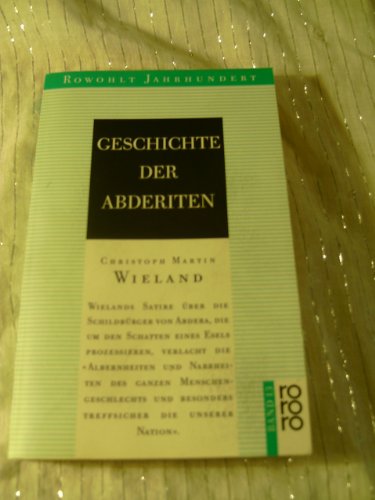 ROWOHLT JAHRHUNDERT
GESCHICHTE
DER
ABDERITEN
CHRISTOPH MARTIN
WIELAND
WIELANDS SATIRE ÜBER DIE
SCHILDBÜRGER VON ABDERA, DIE
UM DEN SCHATTEN EINES ESELS
PROZESSIEREN, VERLACHT DIE
«ALBERNHEITEN UND NARRHEI-
TEN DES GANZEN MENSCHEN-
GESCHLECHTS UND BESONDERS
TREFFSICHER DIE UNSERER
NATION».
BAND 13
ro
ro
ro